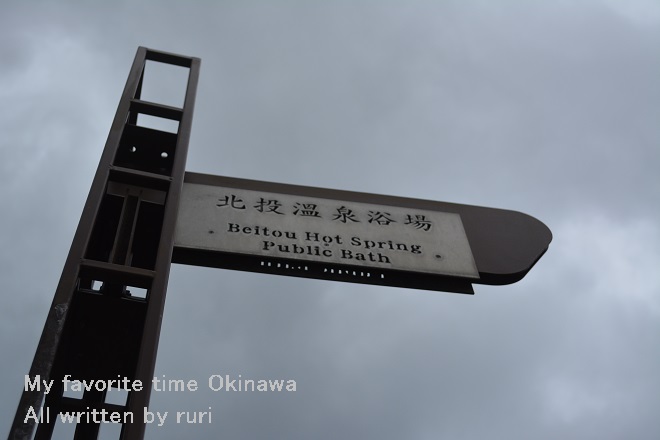 北投溫泉浴場
Beitou Hot Spring
Public Bath
My favorite time Okinawa
All written by ruri